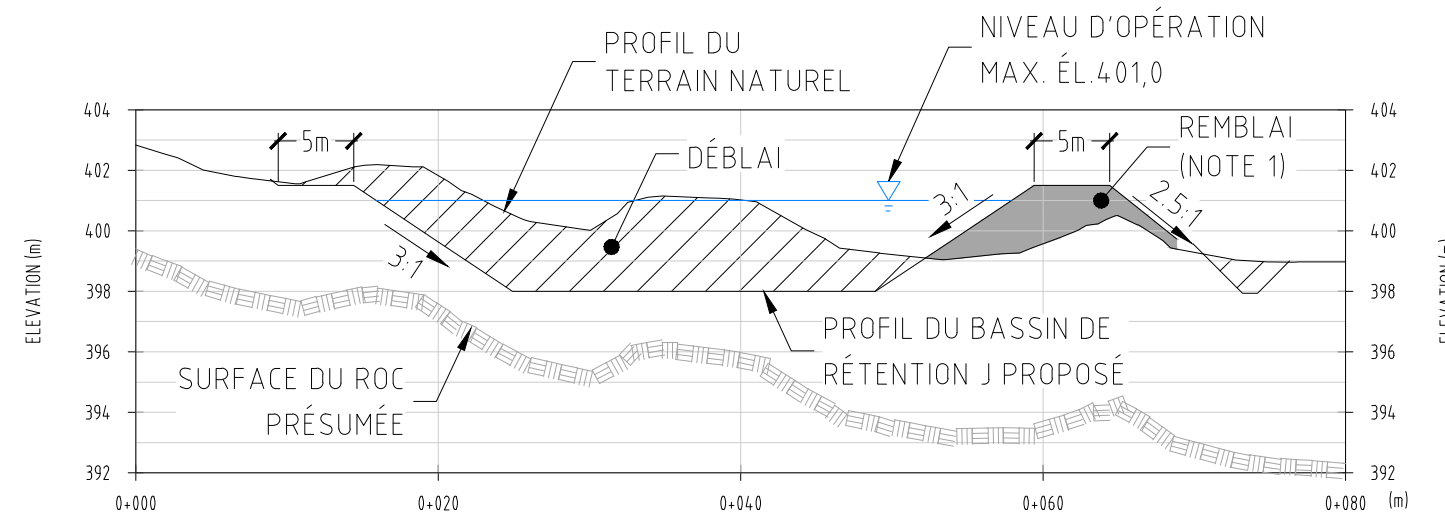 NIVEAU D'OPÉRATION
MAX. ÉL.401,0
PROFIL DU
TERRAIN NATUREL
404
404
5m
DÉBLAI
5m
REMBLAI
(NOTE 1)
402
402
3:1
2.5:1
400
400
3:1
398
398
ELEVATION (m)
PROFIL DU BASSIN DE
RÉTENTION J PROPOSÉ
396
396
SURFACE DU ROC
PRÉSUMÉE
394
394
392
392
0+000
0+020
0+040
0+060
0+080
(m)